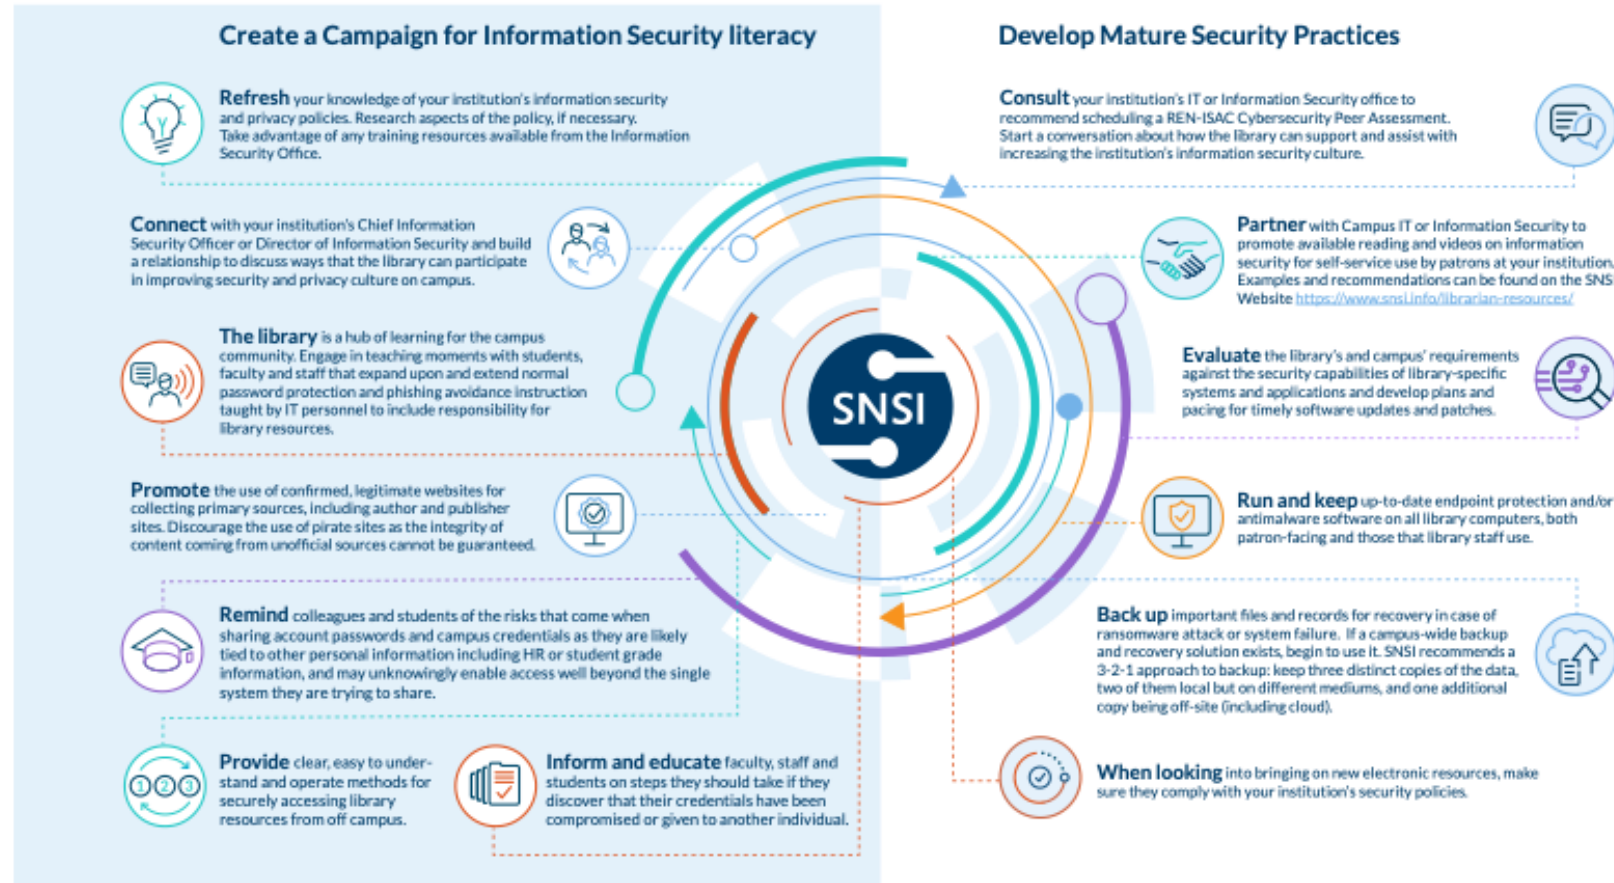 Create a Campaign for Information Security literacy
Refresh your knowledge of your institution's information security
and privacy policies. Research aspects of the policy, if necessary.
Take advantage of any training resources available from the Information
Security Office.
Connect with your institution's Chief Information
Security Officer or Director of Information Security and build
a relationship to discuss ways that the library can participate
in improving security and privacy culture on campus.
The library is a hub of learning for the campus
community. Engage in teaching moments with students,
faculty and staff that expand upon and extend normal
password protection and phishing avoidance instruction
taught by IT personnel to include responsibility for
library resources.
Promote the use of confirmed, legitimate websites for
collecting primary sources, including author and publisher
sites. Discourage the use of pirate sites as the integrity of
content coming from unofficial sources cannot be guaranteed.
Remind colleagues and students of the risks that come when
sharing account passwords and campus credentials as they are likely
tied to other personal information including HR or student grade
information, and may unknowingly enable access well beyond the single
system they are trying to share.
1 2 3
Provide clear, easy to under-
stand and operate methods for
securely accessing library
resources from off campus.
Inform and educate faculty, staff and
students on steps they should take if they
discover that their credentials have been
compromised or given to another individual.
SNSI
Develop Mature Security Practices
Consult your institution's IT or Information Security office to
recommend scheduling a REN-ISAC Cybersecurity Peer Assessment.
Start a conversation about how the library can support and assist with
increasing the institution's information security culture.
Partner with Campus IT or Information Security to
promote available reading and videos on information
security for self-service use by patrons at your institution.
Examples and recommendations can be found on the SNSI
Website https://www.snsi.info/librarian-resources/
Evaluate the library's and campus' requirements
against the security capabilities of library-specific
systems and applications and develop plans and
pacing for timely software updates and patches.
Run and keep up-to-date endpoint protection and/or
antimalware software on all library computers, both
patron-facing and those that library staff use.
Back up important files and records for recovery in case of
ransomware attack or system failure. If a campus-wide backup
and recovery solution exists, begin to use it. SNSI recommends a
3-2-1 approach to backup: keep three distinct copies of the data,
two of them local but on different mediums, and one additional
copy being off-site (including cloud).
When looking into bringing on new electronic resources, make
sure they comply with your institution's security policies.